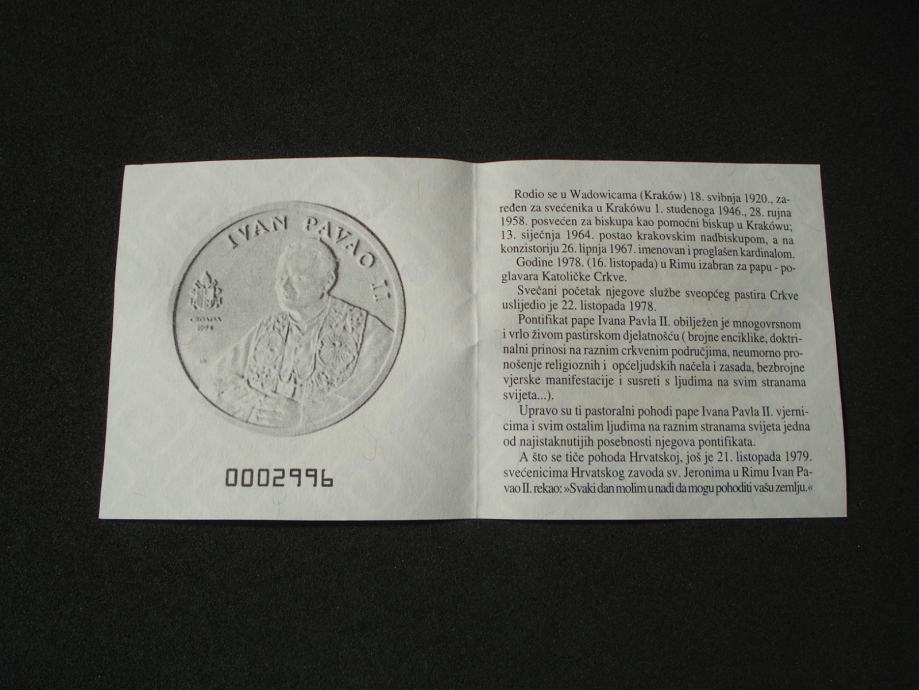 IVAN PAVAO II
CROATIA
1994
0002996
Rodio se u Wadowicama (Kraków) 18. svibnja 1920., za-
ređen za svećenika u Krakówu 1. studenoga 1946., 28. rujna
1958. posvećen za biskupa kao pomoćni biskup u Krakówu;
13. siječnja 1964. postao krakovskim nadbiskupom, a na
konzistoriju 26. lipnja 1967. imenovan i proglašen kardinalom.
Godine 1978. (16. listopada) u Rimu izabran za papu - po-
glavara Katoličke Crkve.
Svečani početak njegove službe sveopćeg pastira Crkve
uslijedio je 22. listopada 1978.
Pontifikat pape Ivana Pavla II. obilježen je mnogovrsnom
i vrlo živom pastirskom djelatnošću ( brojne enciklike, doktri-
nalni prinosi na raznim crkvenim područjima, neumorno pro-
nošenje religioznih i općeljudskih načela i zasada, bezbrojne
vjerske manifestacije i susreti s ljudima na svim stranama
svijeta...).
Upravo su ti pastoralni pohodi pape Ivana Pavla II. vjerni-
cima i svim ostalim ljudima na raznim stranama svijeta jedna
od najistaknutijih posebnosti njegova pontifikata.
A što se tiče pohoda Hrvatskoj, još je 21. listopada 1979.
svećenicima Hrvatskog zavoda sv. Jeronima u Rimu Ivan Pa-
vao II. rekao: »Svaki dan molim u nadi da mogu pohoditi vašu zemlju.«